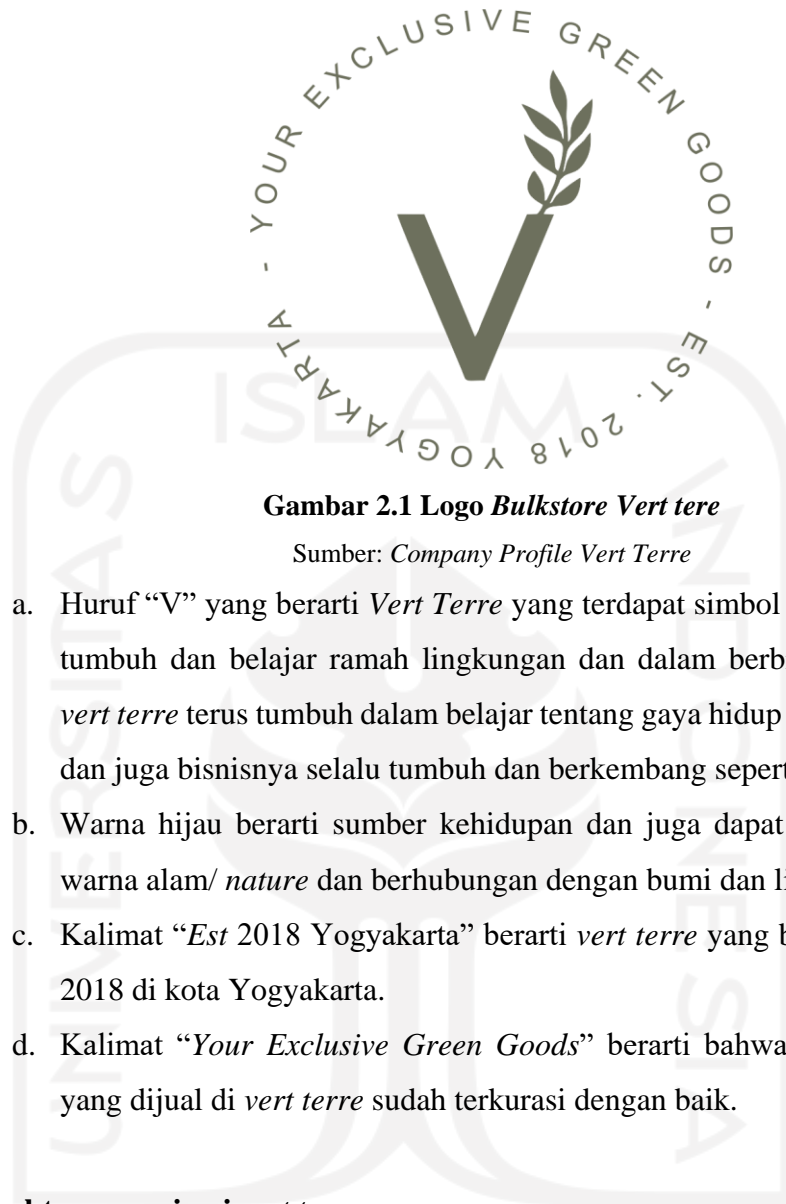 YOUR EXCLUSIVE GREEN GOODS - EST. 2018 YOGYAKARTA -
V
ISLAM
UNIVERSITAS
INDONESIA
Gambar 2.1 Logo Bulkstore Vert tere
Sumber: Company Profile Vert Terre
a. Huruf “V” yang berarti Vert Terre yang terdapat simbol
tumbuh dan belajar ramah lingkungan dan dalam berb
vert terre terus tumbuh dalam belajar tentang gaya hidup
dan juga bisnisnya selalu tumbuh dan berkembang sepert
b. Warna hijau berarti sumber kehidupan dan juga dapat
warna alam/ nature dan berhubungan dengan bumi dan li
c. Kalimat “Est 2018 Yogyakarta” berarti vert terre yang b
2018 di kota Yogyakarta.
d. Kalimat “Your Exclusive Green Goods” berarti bahwa
yang dijual di vert terre sudah terkurasi dengan baik.